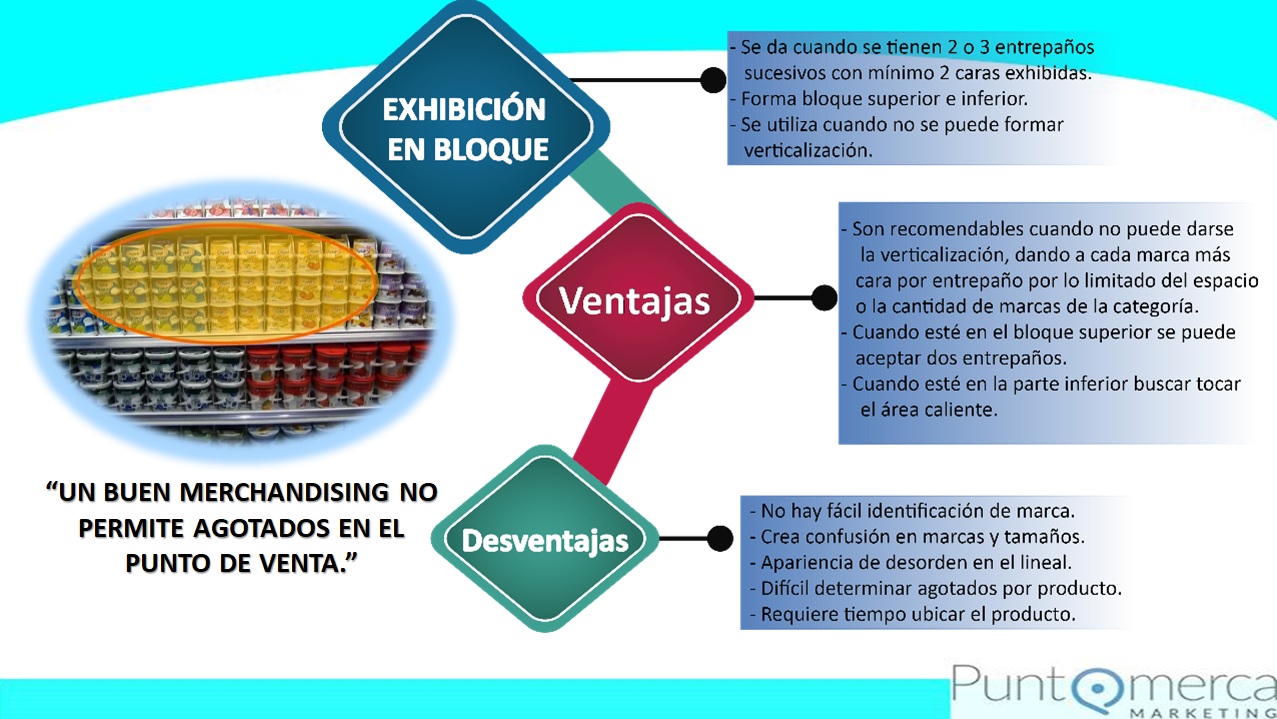 EXHIBICIÓN
EN BLOQUE
- Se da cuando se tienen 2 o 3 entrepaños
sucesivos con mínimo 2 caras exhibidas.
- Forma bloque superior e inferior.
- Se utiliza cuando no se puede formar
verticalización.
Ventajas
- Son recomendables cuando no puede darse
la verticalización, dando a cada marca más
cara por entrepaño por lo limitado del espacio
o la cantidad de marcas de la categoría.
- Cuando esté en el bloque superior se puede
aceptar dos entrepaños.
- Cuando esté en la parte inferior buscar tocar
el área caliente.
“UN BUEN MERCHANDISING NO
PERMITE AGOTADOS EN EL
PUNTO DE VENTA.”
Desventajas
- No hay fácil identificación de marca.
- Crea confusión en marcas y tamaños.
- Apariencia de desorden en el lineal.
- Difícil determinar agotados por producto.
- Requiere tiempo ubicar el producto.
Punt merca
MARKETING